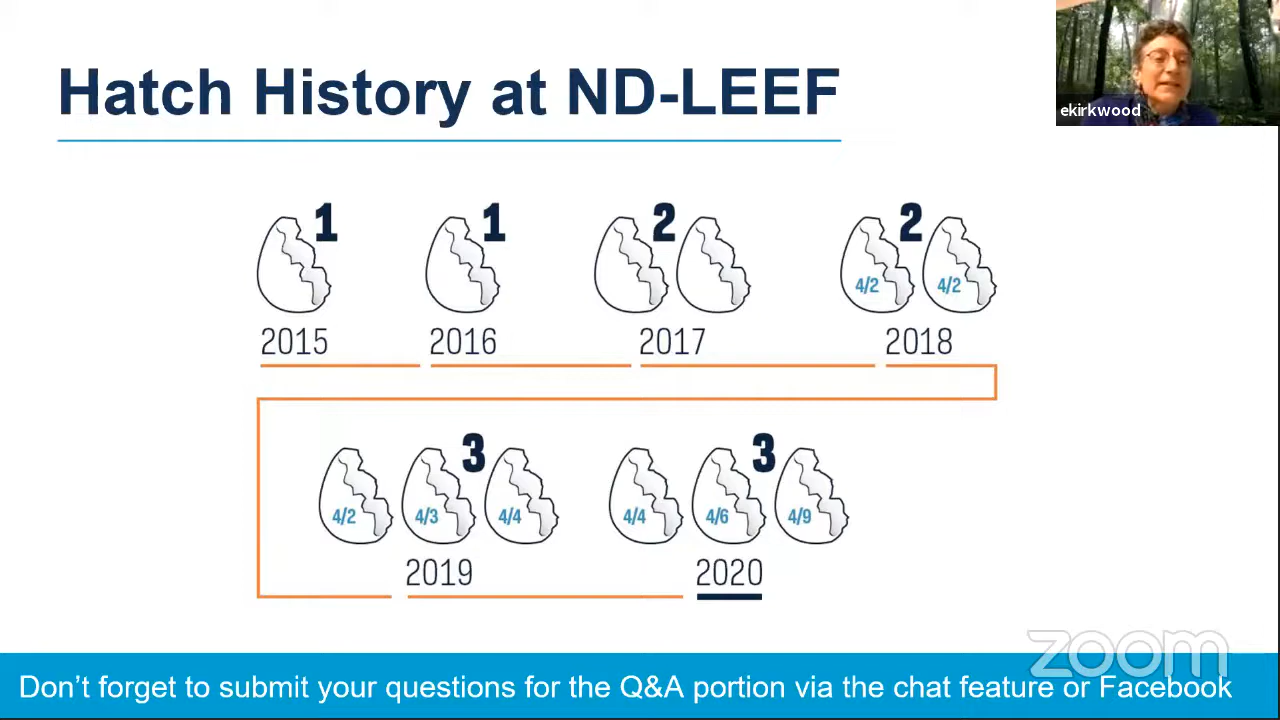 Hatch History at ND-LEEF
ekirkwood
1 1 2 2
4/2 4/2
2015 2016 2017 2018
3 3
4/2 4/3 4/4 4/4 4/6 4/9
2019 2020
zoom
Don't forget to submit your questions for the Q&A portion via the chat feature or Facebook